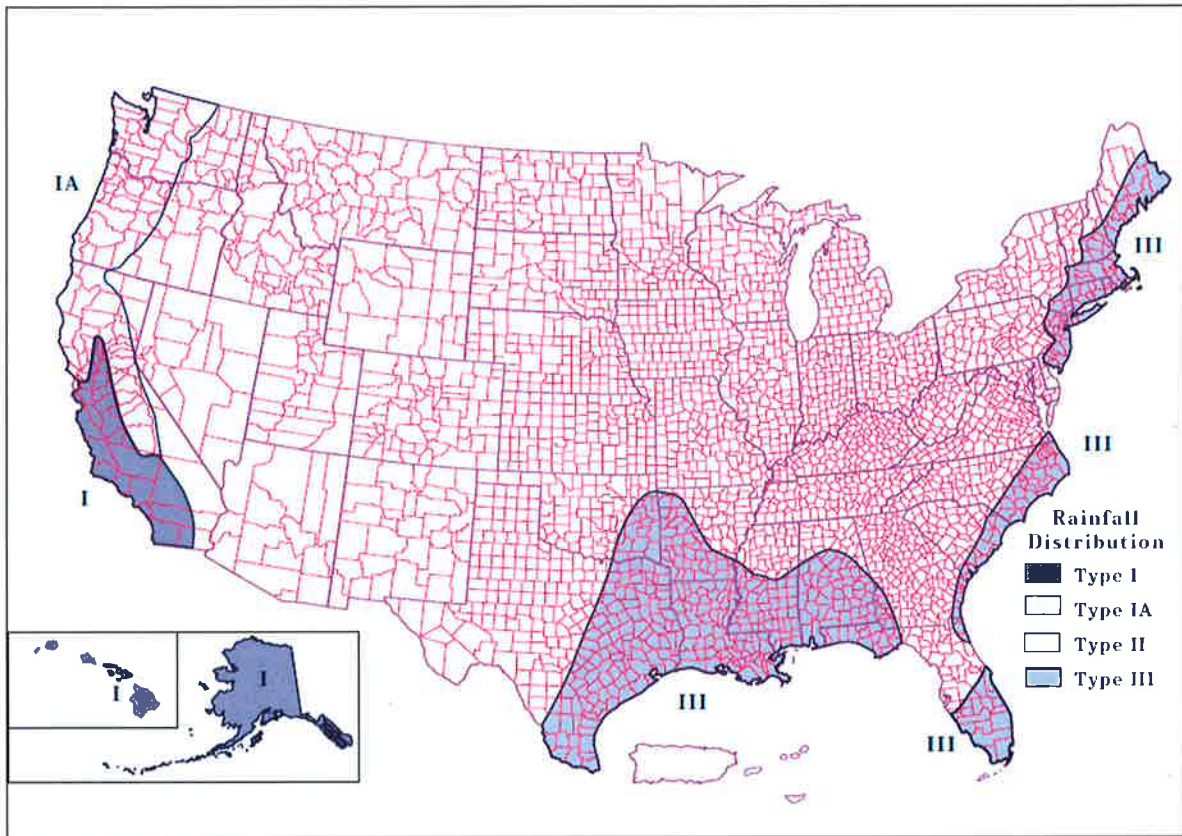 IA
III
III
I
Rainfall
Distribution
Type I
Type IA
Type II
Type III
I
I
III
III